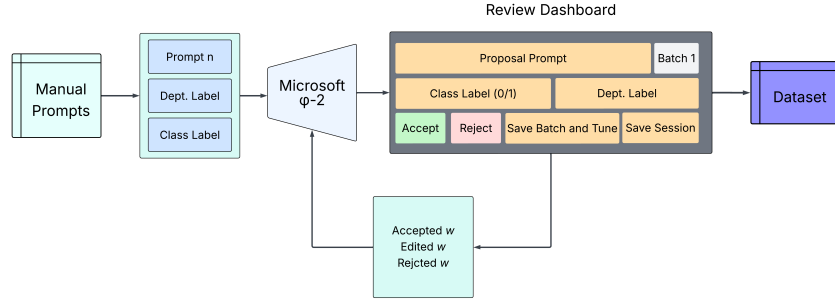 Review Dashboard
Manual
Prompts
Prompt n
Dept. Label
Class Label
Microsoft
φ-2
Proposal Prompt
Batch 1
Class Label (0/1)
Dept. Label
Accept
Reject
Save Batch and Tune
Save Session
Dataset
Accepted w
Edited w
Rejcted w